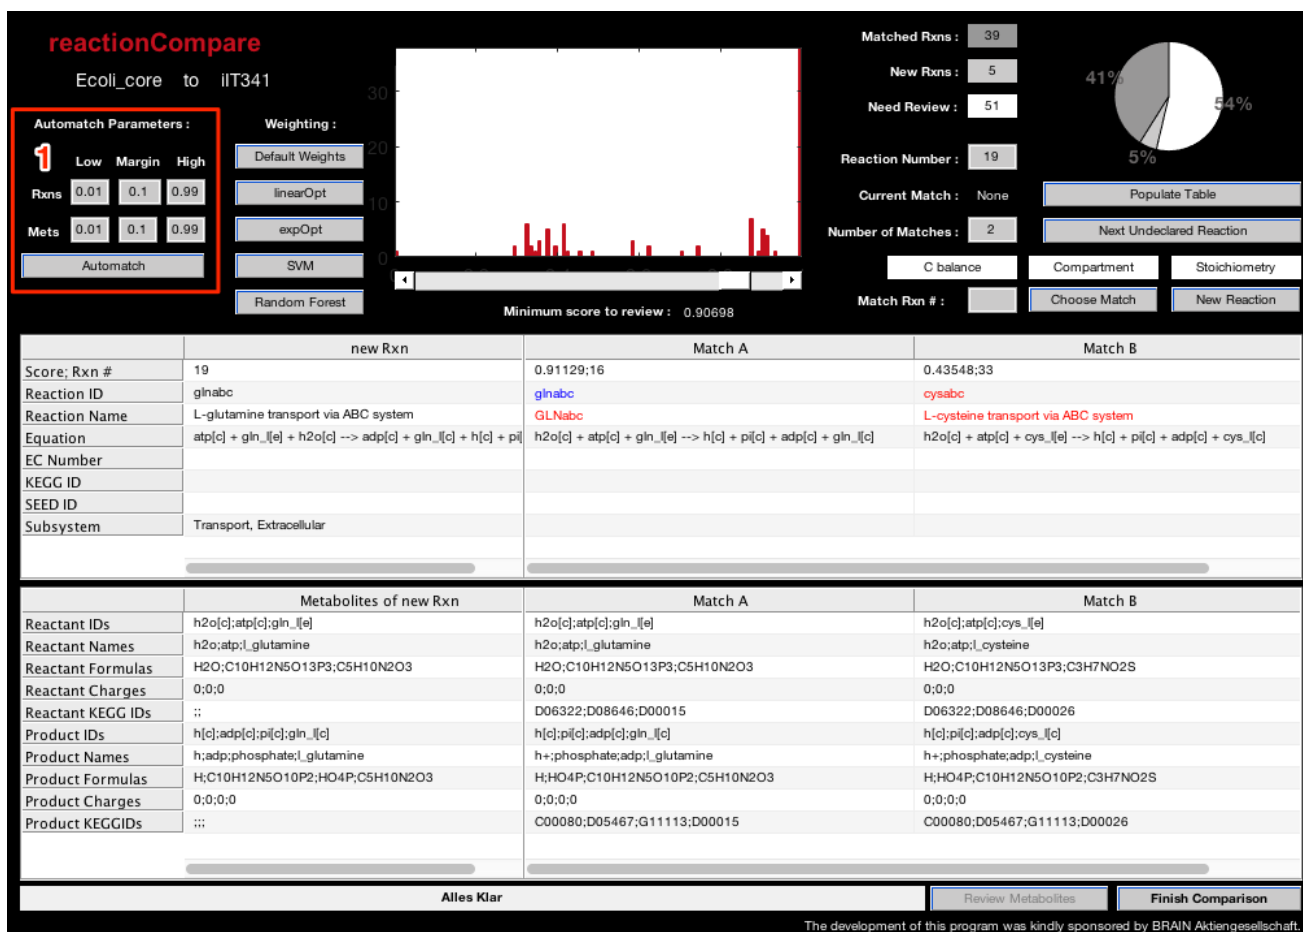 reactionCompare
Ecoli_core to iIT341
Automatch Parameters :
1
Low Margin High
Rxns 0.01 0.1 0.99
Mets 0.01 0.1 0.99
Automatch
Weighting :
Default Weights
linearOpt
expOpt
SVM
Random Forest
30
20
10
0
Minimum score to review : 0.90698
Matched Rxns : 39
New Rxns : 5
Need Review : 51
41%
54%
5%
Reaction Number : 19
Current Match : None
Number of Matches : 2
Populate Table
Next Undeclared Reaction
C balance Compartment Stoichiometry
Match Rxn # : Choose Match New Reaction
new Rxn Match A Match B
Score; Rxn # 19 0.91129;16 0.43548;33
Reaction ID glnabc glnabc cysabc
Reaction Name L-glutamine transport via ABC system GLNabc L-cysteine transport via ABC system
Equation atp[c] + gln_l[e] + h2o[c] --> adp[c] + gln_l[c] + h[c] + pi[ h2o[c] + atp[c] + gln_l[e] --> h[c] + pi[c] + adp[c] + gln_l[c] h2o[c] + atp[c] + cys_l[e] --> h[c] + pi[c] + adp[c] + cys_l[c]
EC Number
KEGG ID
SEED ID
Subsystem Transport, Extracellular
Metabolites of new Rxn Match A Match B
Reactant IDs h2o[c];atp[c];gln_l[e] h2o[c];atp[c];gln_l[e] h2o[c];atp[c];cys_l[e]
Reactant Names h2o;atp;l_glutamine h2o;atp;l_glutamine h2o;atp;l_cysteine
Reactant Formulas H2O;C10H12N5O13P3;C5H10N2O3 H2O;C10H12N5O13P3;C5H10N2O3 H2O;C10H12N5O13P3;C3H7NO2S
Reactant Charges 0;0;0 0;0;0 0;0;0
Reactant KEGG IDs ;; D06322;D08646;D00015 D06322;D08646;D00026
Product IDs h[c];adp[c];pi[c];gln_l[c] h[c];pi[c];adp[c];gln_l[c] h[c];pi[c];adp[c];cys_l[c]
Product Names h;adp;phosphate;l_glutamine h+;phosphate;adp;l_glutamine h+;phosphate;adp;l_cysteine
Product Formulas H;C10H12N5O10P2;HO4P;C5H10N2O3 H;HO4P;C10H12N5O10P2;C5H10N2O3 H;HO4P;C10H12N5O10P2;C3H7NO2S
Product Charges 0;0;0;0 0;0;0;0 0;0;0;0
Product KEGGIDs ;;; C00080;D05467;G11113;D00015 C00080;D05467;G11113;D00026
Alles Klar
Review Metabolites
Finish Comparison
The development of this program was kindly sponsored by BRAIN Aktiengesellschaft.